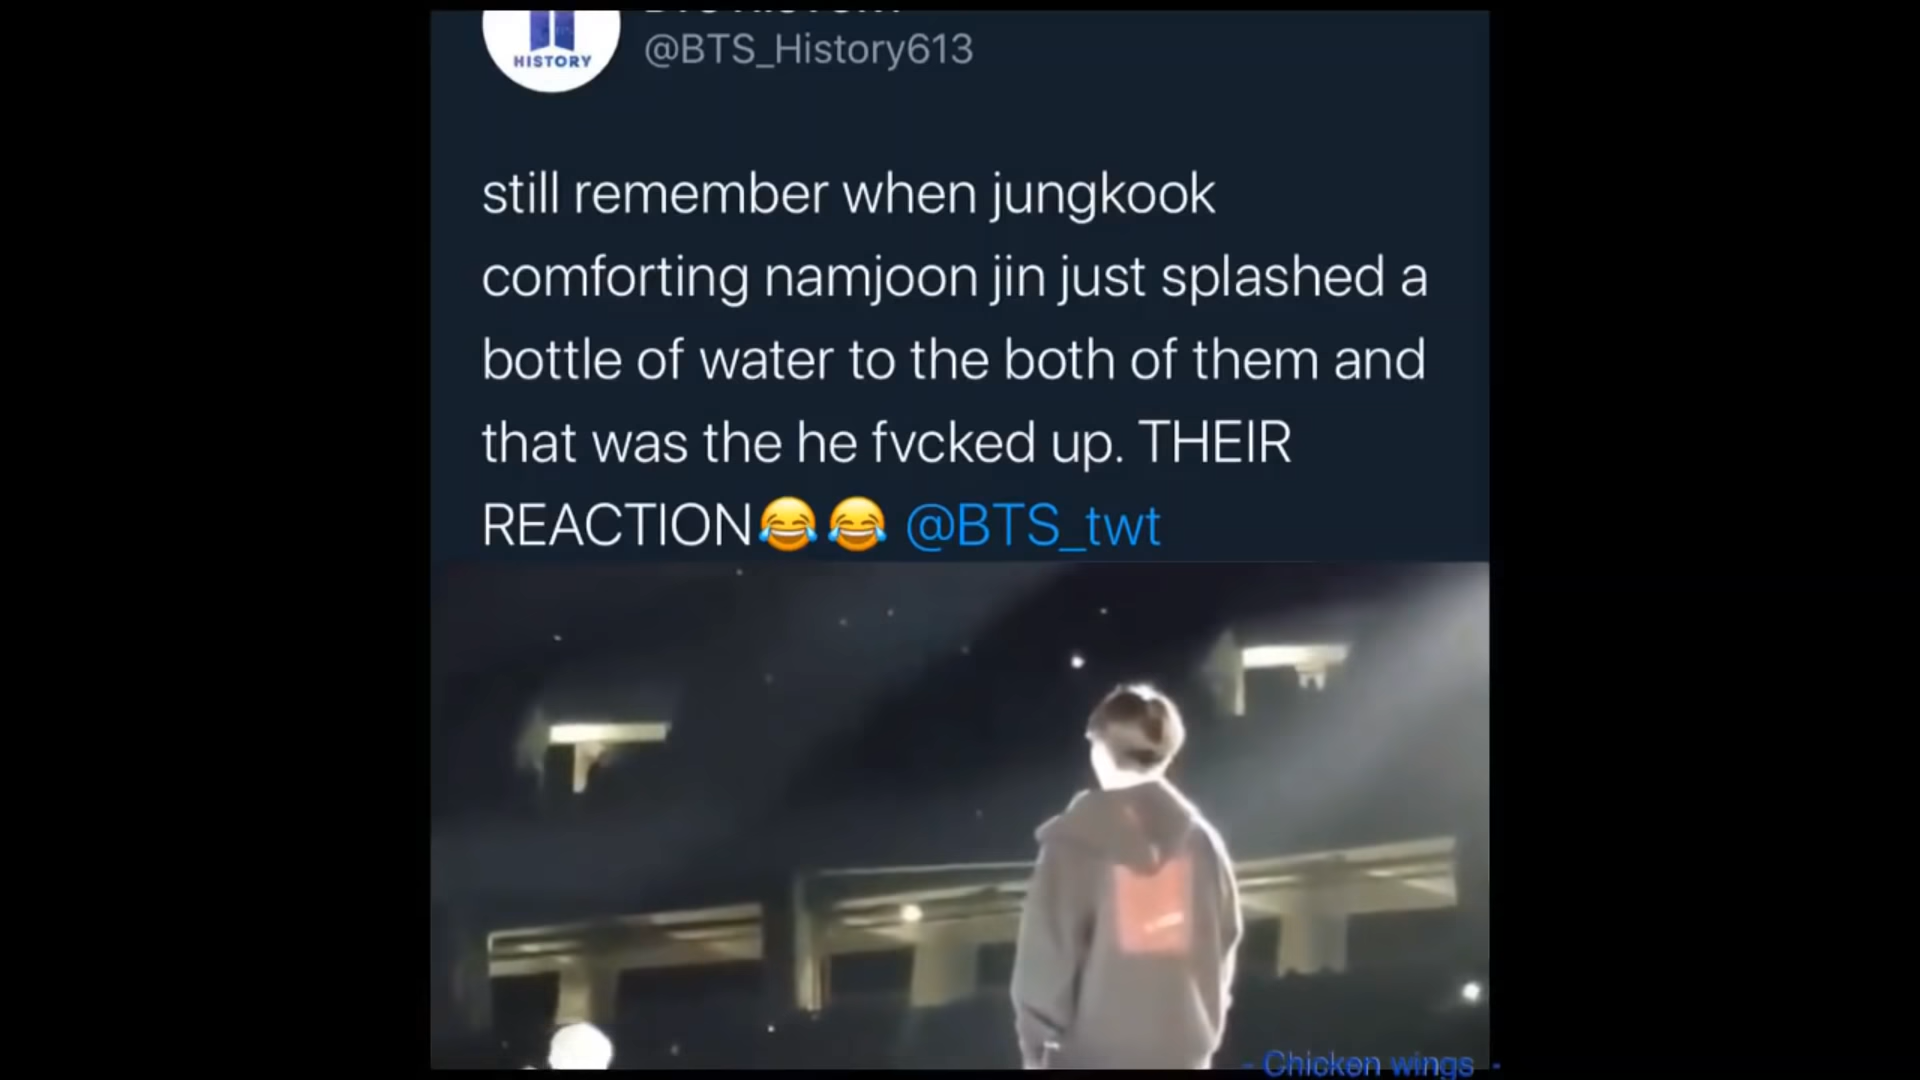 HISTORY
@BTS_History613
still remember when jungkook
comforting namjoon jin just splashed a
bottle of water to the both of them and
that was the he fvcked up. THEIR
REACTION😂😂 @BTS_twt
- Chicken wings -